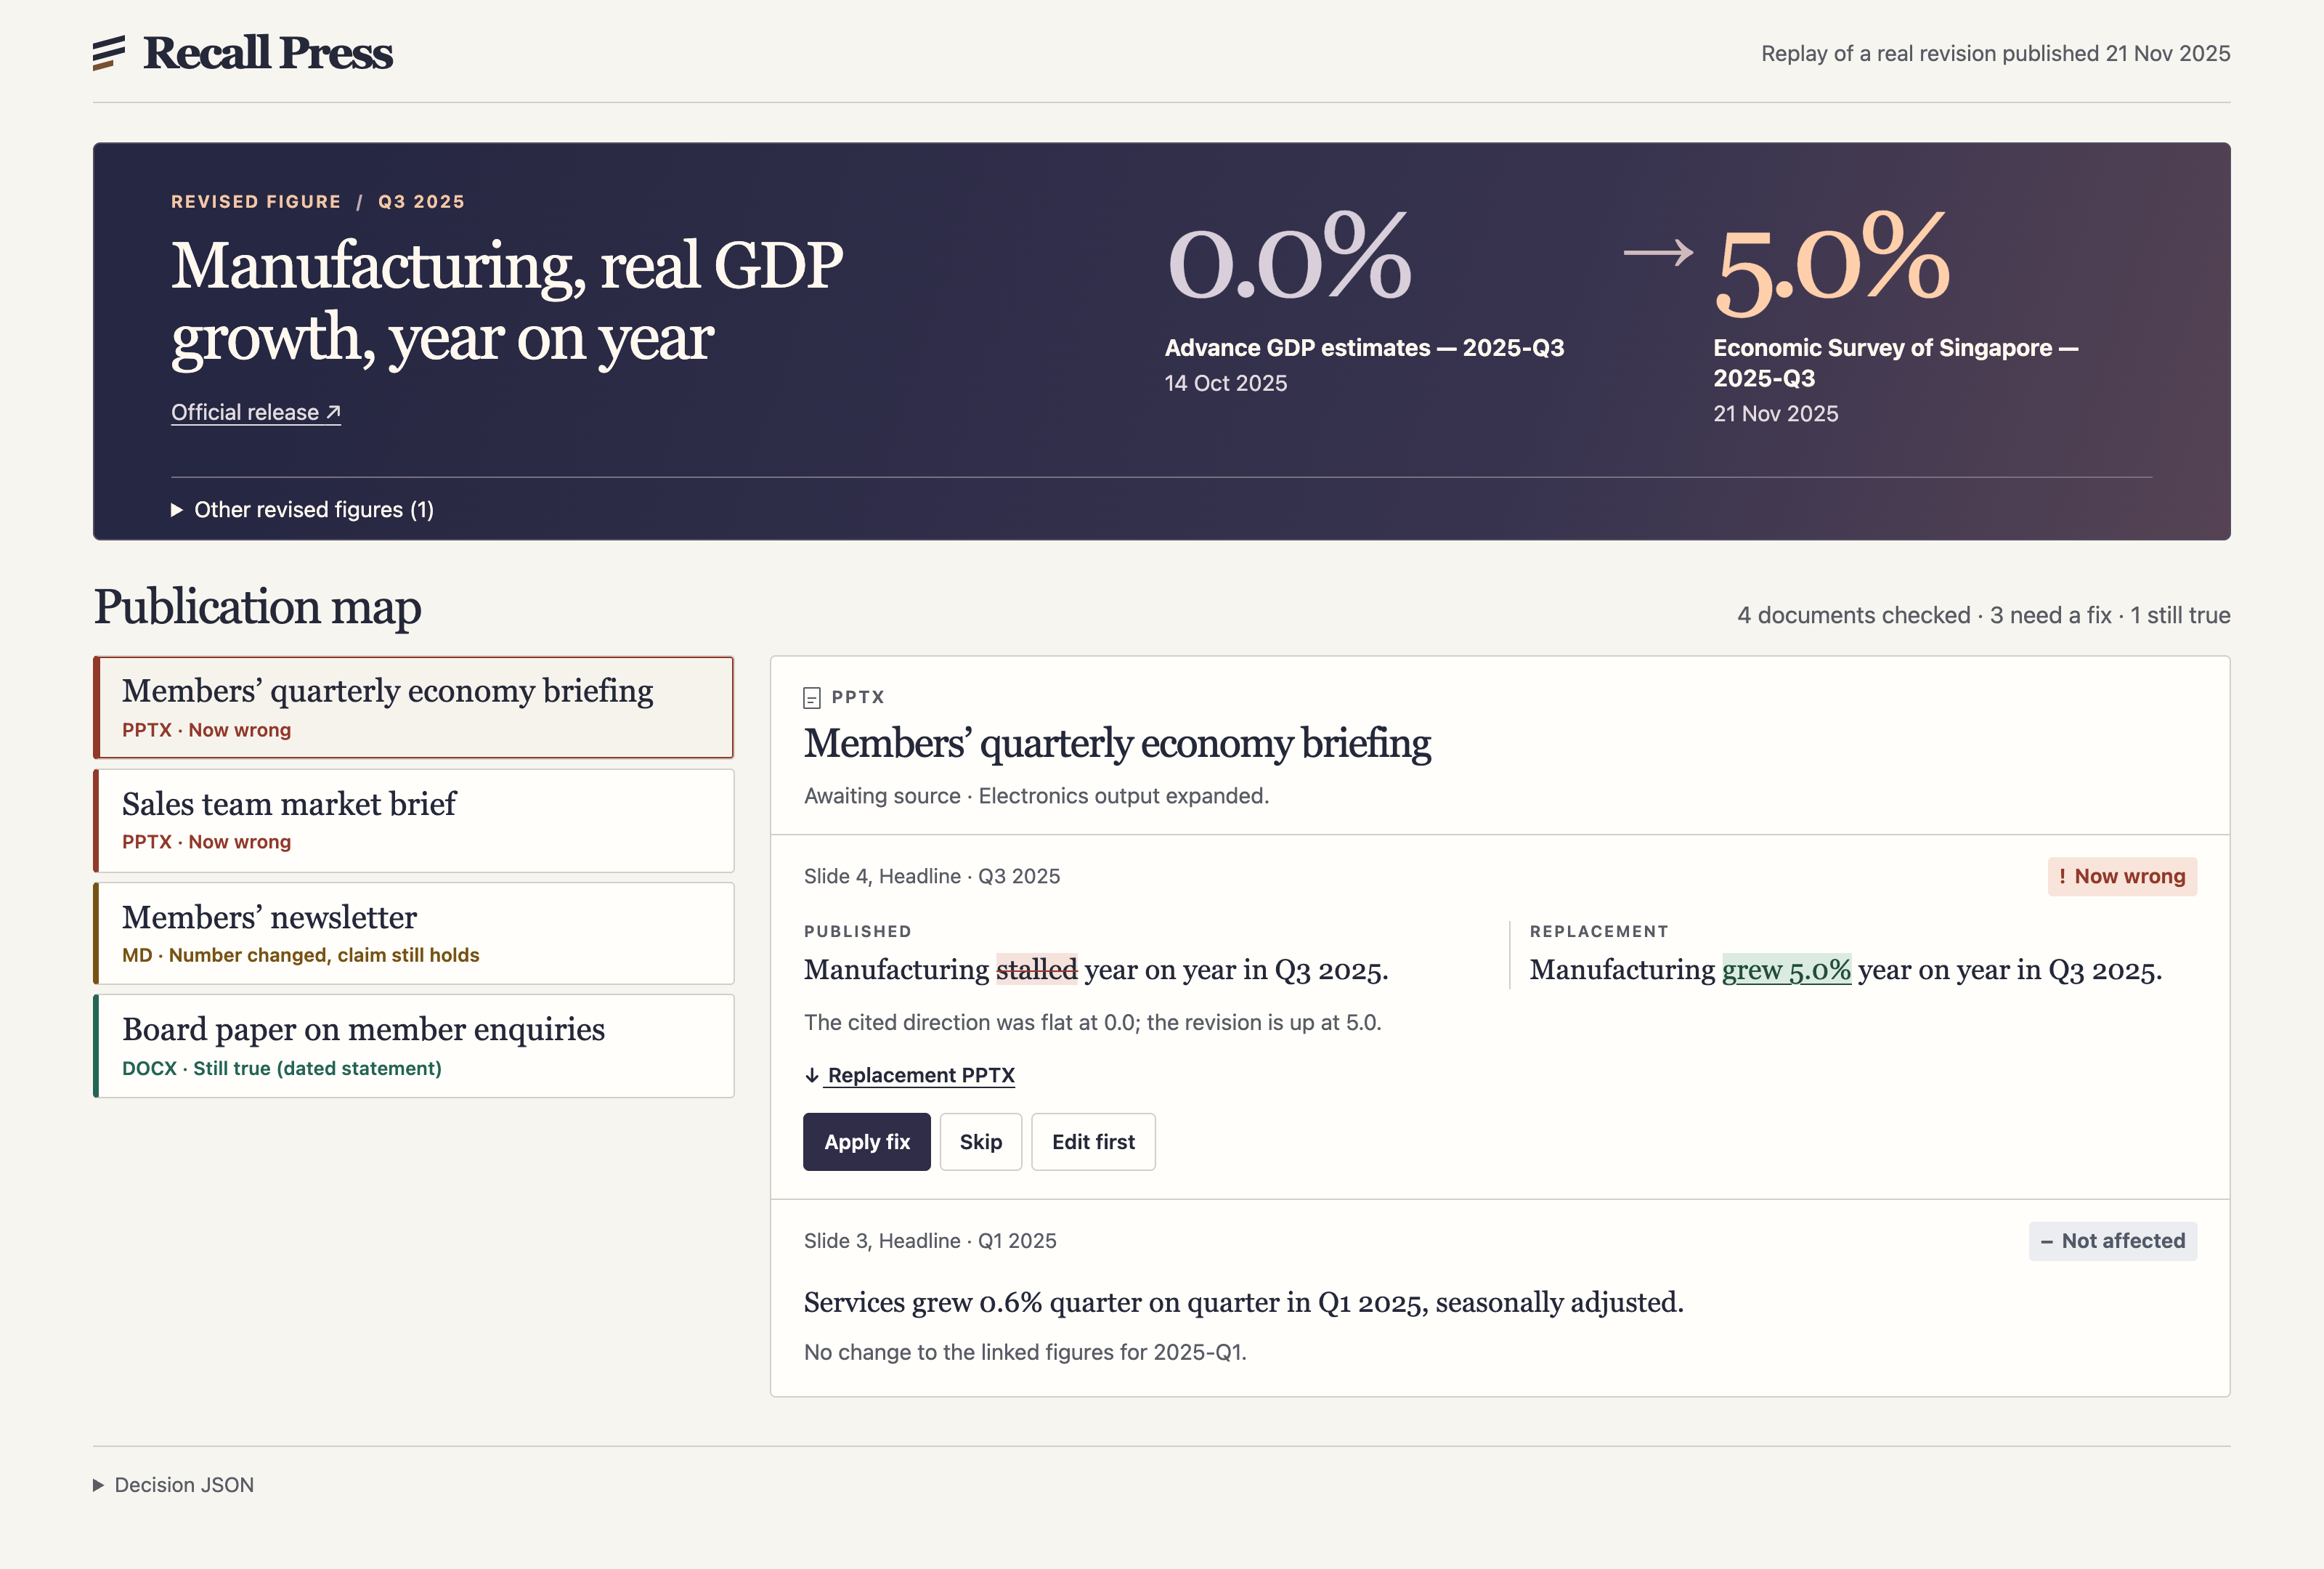 Recall Press
Replay of a real revision published 21 Nov 2025
REVISED FIGURE / Q3 2025
Manufacturing, real GDP
growth, year on year
Official release ↗
0.0%
Advance GDP estimates — 2025-Q3
14 Oct 2025
→
5.0%
Economic Survey of Singapore —
2025-Q3
21 Nov 2025
▶ Other revised figures (1)
Publication map
4 documents checked · 3 need a fix · 1 still true
Members’ quarterly economy briefing
PPTX · Now wrong
Sales team market brief
PPTX · Now wrong
Members’ newsletter
MD · Number changed, claim still holds
Board paper on member enquiries
DOCX · Still true (dated statement)
PPTX
Members’ quarterly economy briefing
Awaiting source · Electronics output expanded.
Slide 4, Headline · Q3 2025
! Now wrong
PUBLISHED
Manufacturing stalled year on year in Q3 2025.
REPLACEMENT
Manufacturing grew 5.0% year on year in Q3 2025.
The cited direction was flat at 0.0; the revision is up at 5.0.
↓ Replacement PPTX
Apply fix
Skip
Edit first
Slide 3, Headline · Q1 2025
– Not affected
Services grew 0.6% quarter on quarter in Q1 2025, seasonally adjusted.
No change to the linked figures for 2025-Q1.
▶ Decision JSON